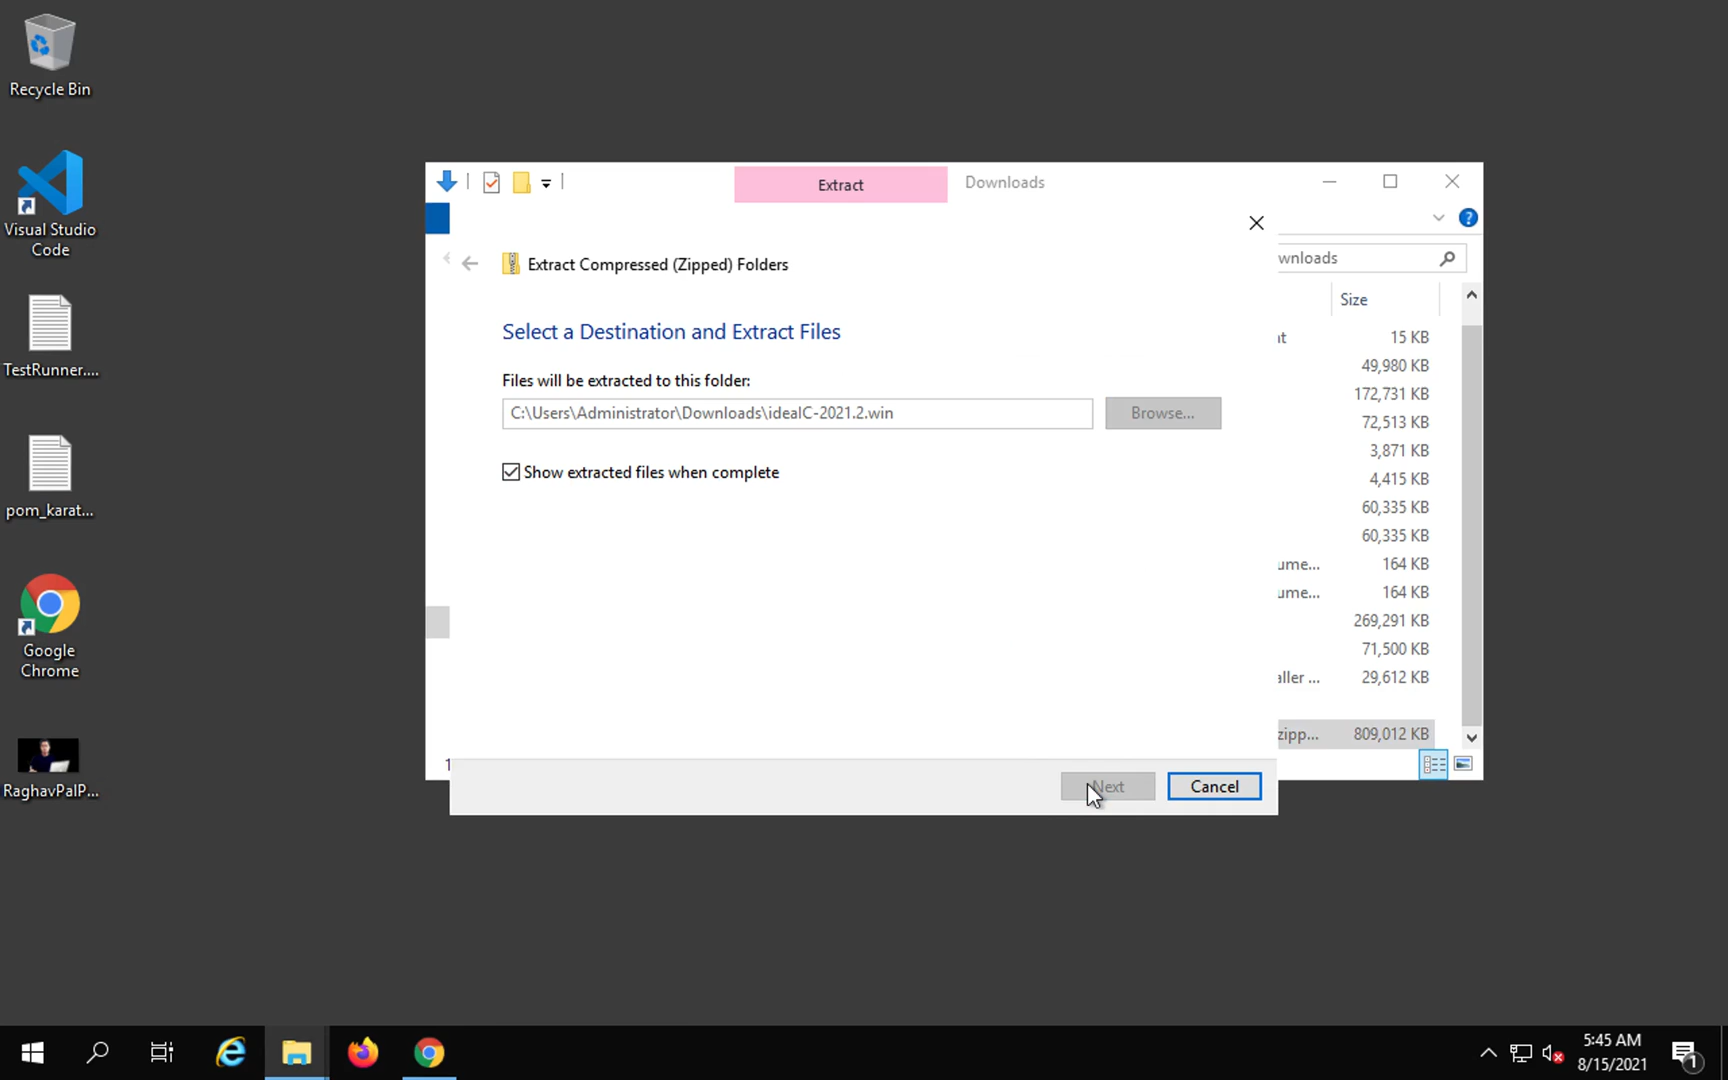 Recycle Bin
Visual Studio
Code
TestRunner....
pom_karat...
Google
Chrome
RaghavPalP...
Extract
Downloads
Extract Compressed (Zipped) Folders
Select a Destination and Extract Files
Files will be extracted to this folder:
C:\Users\Administrator\Downloads\ideaIC-2021.2.win
Browse...
Show extracted files when complete
Next
Cancel
wnloads
Size
15 KB
49,980 KB
172,731 KB
72,513 KB
3,871 KB
4,415 KB
60,335 KB
60,335 KB
ume... 164 KB
ume... 164 KB
269,291 KB
71,500 KB
aller ... 29,612 KB
zipp... 809,012 KB
5:45 AM
8/15/2021
1